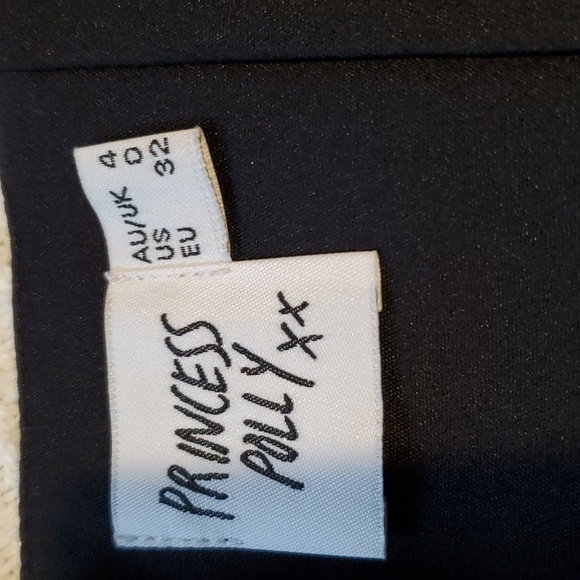 PRINCESS
POLLY
XX
AU/UK 4
US 0
EU 32